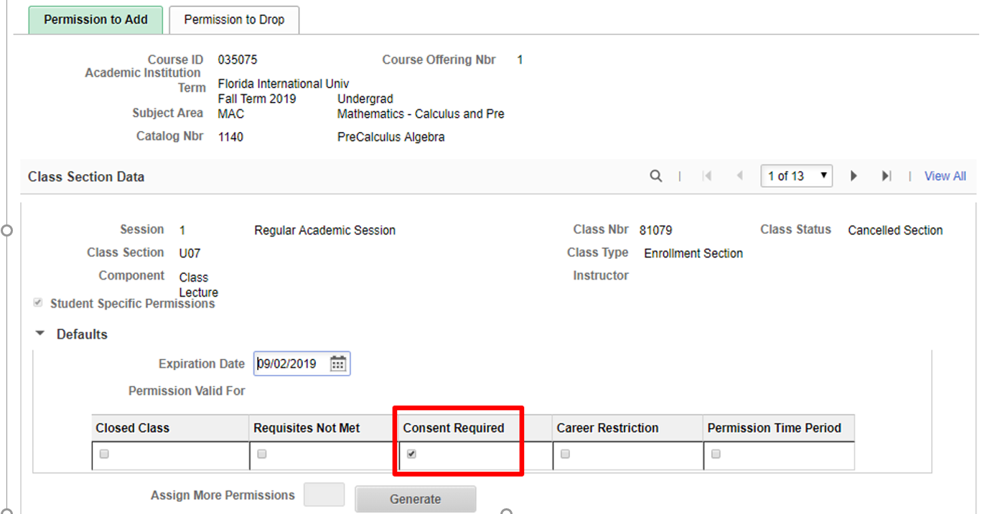 Permission to Add Permission to Drop
Course ID 035075 Course Offering Nbr 1
Academic Institution Florida International Univ
Term Fall Term 2019 Undergrad
Subject Area MAC Mathematics - Calculus and Pre
Catalog Nbr 1140 PreCalculus Algebra
Class Section Data | 1 of 13 | View All
Session 1 Regular Academic Session Class Nbr 81079 Class Status Cancelled Section
Class Section U07 Class Type Enrollment Section
Component Class Instructor
Lecture
Student Specific Permissions
Defaults
Expiration Date 09/02/2019
Permission Valid For
Closed Class Requisites Not Met Consent Required Career Restriction Permission Time Period
Assign More Permissions Generate